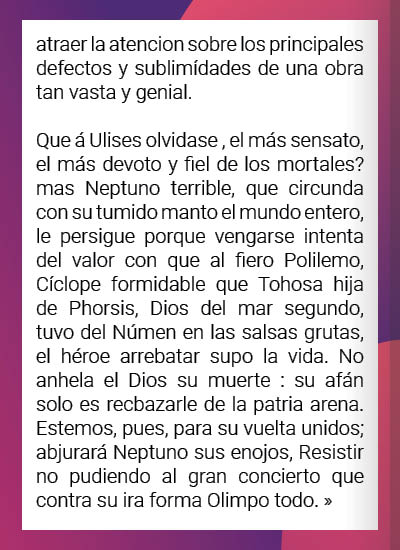 atraer la atencion sobre los principales
defectos y sublimídades de una obra
tan vasta y genial.
Que á Ulises olvidase , el más sensato,
el más devoto y fiel de los mortales?
mas Neptuno terrible, que circunda
con su tumido manto el mundo entero,
le persigue porque vengarse intenta
del valor con que al fiero Polilemo,
Cíclope formidable que Tohosa hija
de Phorsis, Dios del mar segundo,
tuvo del Númen en las salsas grutas,
el héroe arrebatar supo la vida. No
anhela el Dios su muerte : su afán
solo es recbazarle de la patria arena.
Estemos, pues, para su vuelta unidos;
abjurará Neptuno sus enojos, Resistir
no pudiendo al gran concierto que
contra su ira forma Olimpo todo. »